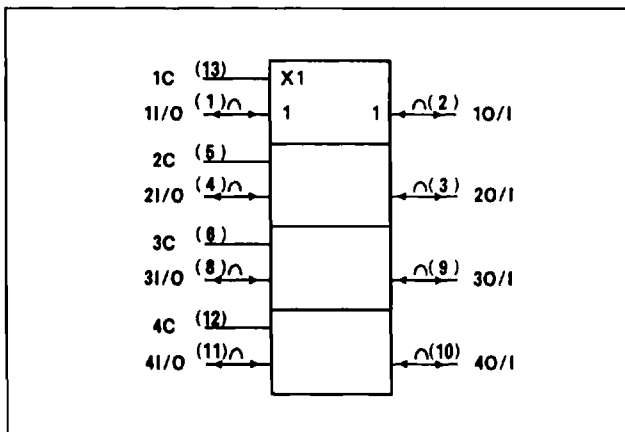 1C (13) X1
1I/O (1)∩ 1 1 ∩(2) 1O/I
2C (5)
2I/O (4)∩ ∩(3) 2O/I
3C (6)
3I/O (8)∩ ∩(9) 3O/I
4C (12)
4I/O (11)∩ ∩(10) 4O/I